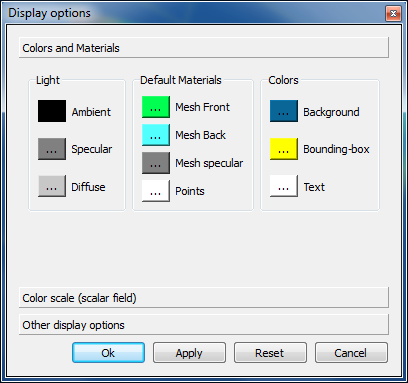 Display options
Colors and Materials
Light
Default Materials
Colors
Ambient
... Mesh Front
... Background
... Specular
... Mesh Back
... Bounding-box
... Mesh specular
... Diffuse
... Points
... Text
Color scale (scalar field)
Other display options
Ok
Apply
Reset
Cancel